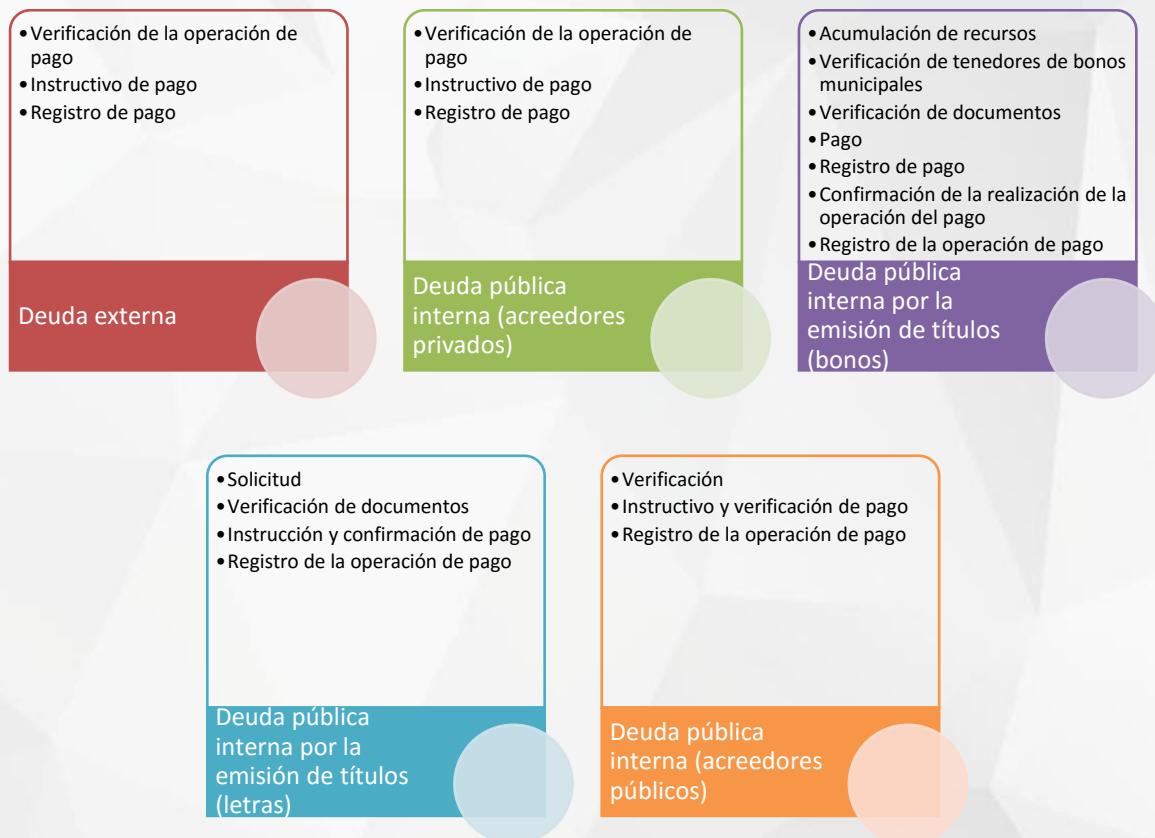 •Verificación de la operación de
pago
•Instructivo de pago
•Registro de pago
Deuda externa
•Verificación de la operación de
pago
•Instructivo de pago
•Registro de pago
Deuda pública
interna (acreedores
privados)
•Acumulación de recursos
•Verificación de tenedores de bonos
municipales
•Verificación de documentos
•Pago
•Registro de pago
•Confirmación de la realización de la
operación del pago
•Registro de la operación de pago
Deuda pública
interna por la
emisión de títulos
(bonos)
•Solicitud
•Verificación de documentos
•Instrucción y confirmación de pago
•Registro de la operación de pago
Deuda pública
interna por la
emisión de títulos
(letras)
•Verificación
•Instructivo y verificación de pago
•Registro de la operación de pago
Deuda pública
interna (acreedores
públicos)